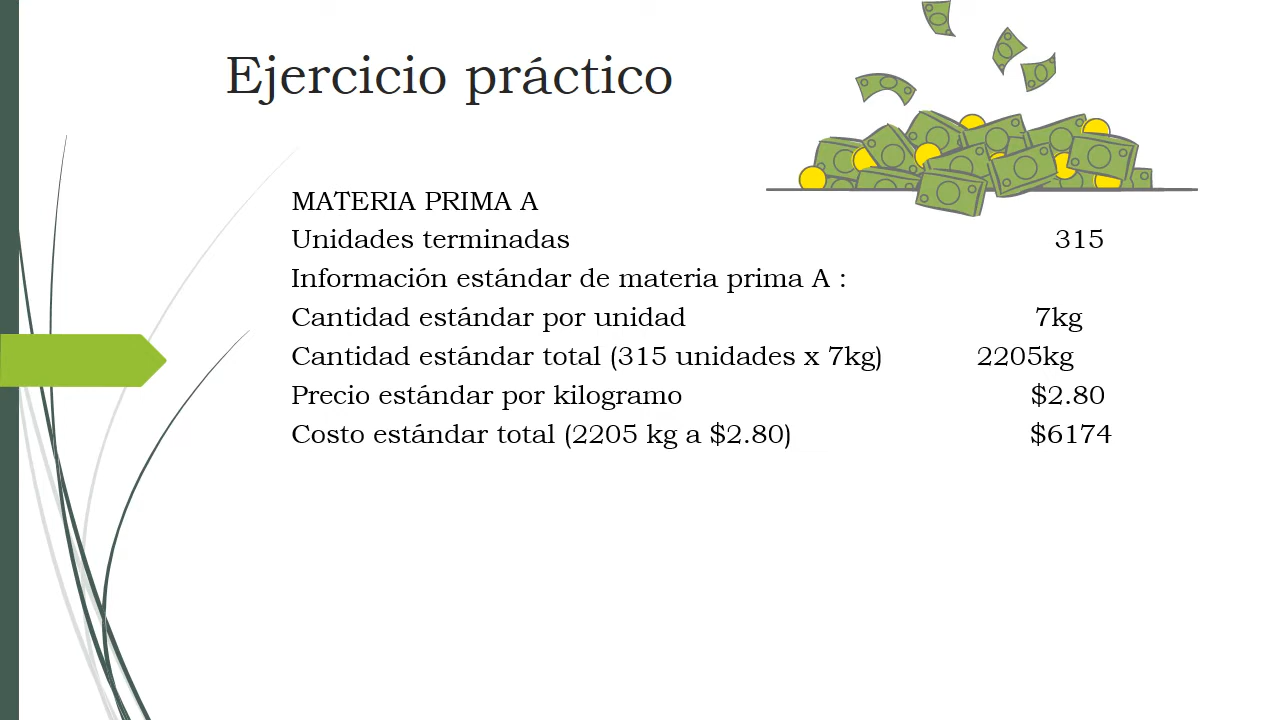 Ejercicio práctico
MATERIA PRIMA A
Unidades terminadas 315
Información estándar de materia prima A :
Cantidad estándar por unidad 7kg
Cantidad estándar total (315 unidades x 7kg) 2205kg
Precio estándar por kilogramo $2.80
Costo estándar total (2205 kg a $2.80) $6174